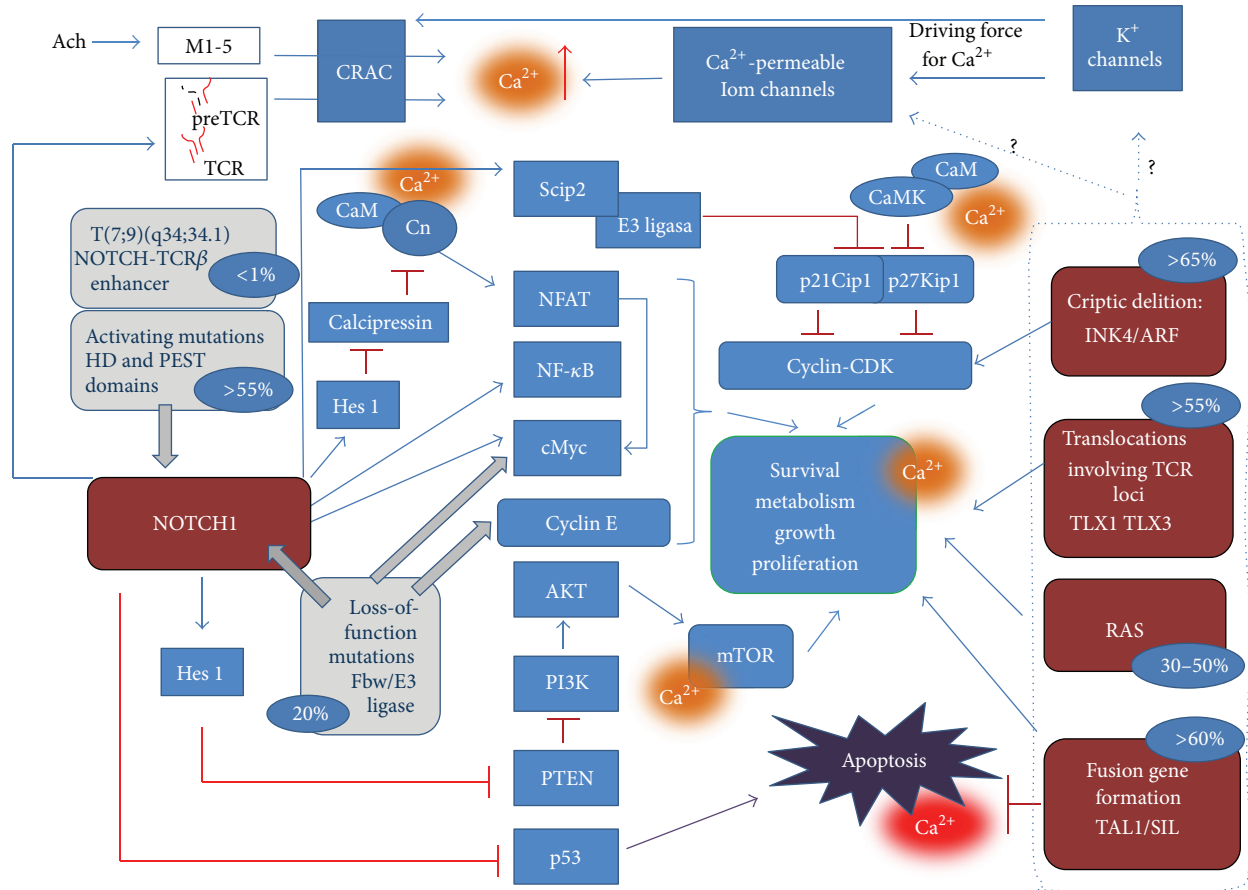 Ach
M1-5
preTCR
TCR
CRAC
Ca²⁺
Ca²⁺-permeable
Iom channels
Driving force
for Ca²⁺
K⁺
channels
?
?
T(7;9)(q34;34.1)
NOTCH-TCRβ
enhancer
<1%
Activating mutations
HD and PEST
domains
>55%
Ca²⁺
CaM
Cn
Calcipressin
Hes 1
Scip2
E3 ligasa
CaM
CaMK
Ca²⁺
p21Cip1
p27Kip1
Cyclin-CDK
NFAT
NF-κB
cMyc
Cyclin E
AKT
PI3K
PTEN
p53
NOTCH1
Hes 1
Loss-of-
function
mutations
Fbw/E3
ligase
20%
mTOR
Ca²⁺
Survival
metabolism
growth
proliferation
Ca²⁺
Apoptosis
Ca²⁺
>65%
Criptic delition:
INK4/ARF
>55%
Translocations
involving TCR
loci
TLX1 TLX3
RAS
30–50%
>60%
Fusion gene
formation
TAL1/SIL